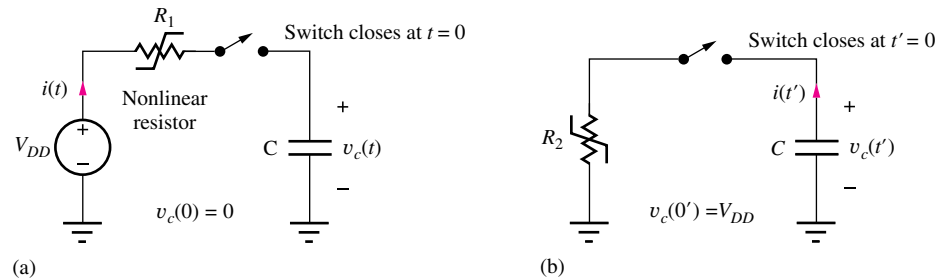 R1
Switch closes at t = 0
i(t)
Nonlinear
resistor
+
VDD
+
−
C
vc(t)
−
vc(0) = 0
(a)
Switch closes at t′ = 0
i(t′)
+
R2
C
vc(t′)
−
vc(0′) =VDD
(b)